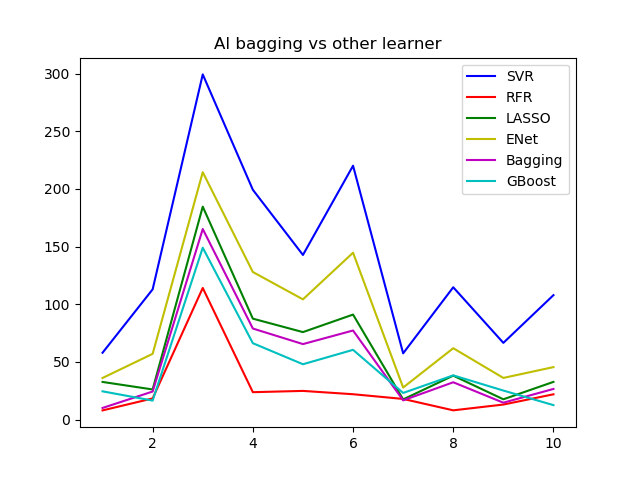 AI bagging vs other learner
300
250
200
150
100
50
0
2 4 6 8 10
SVR
RFR
LASSO
ENet
Bagging
GBoost